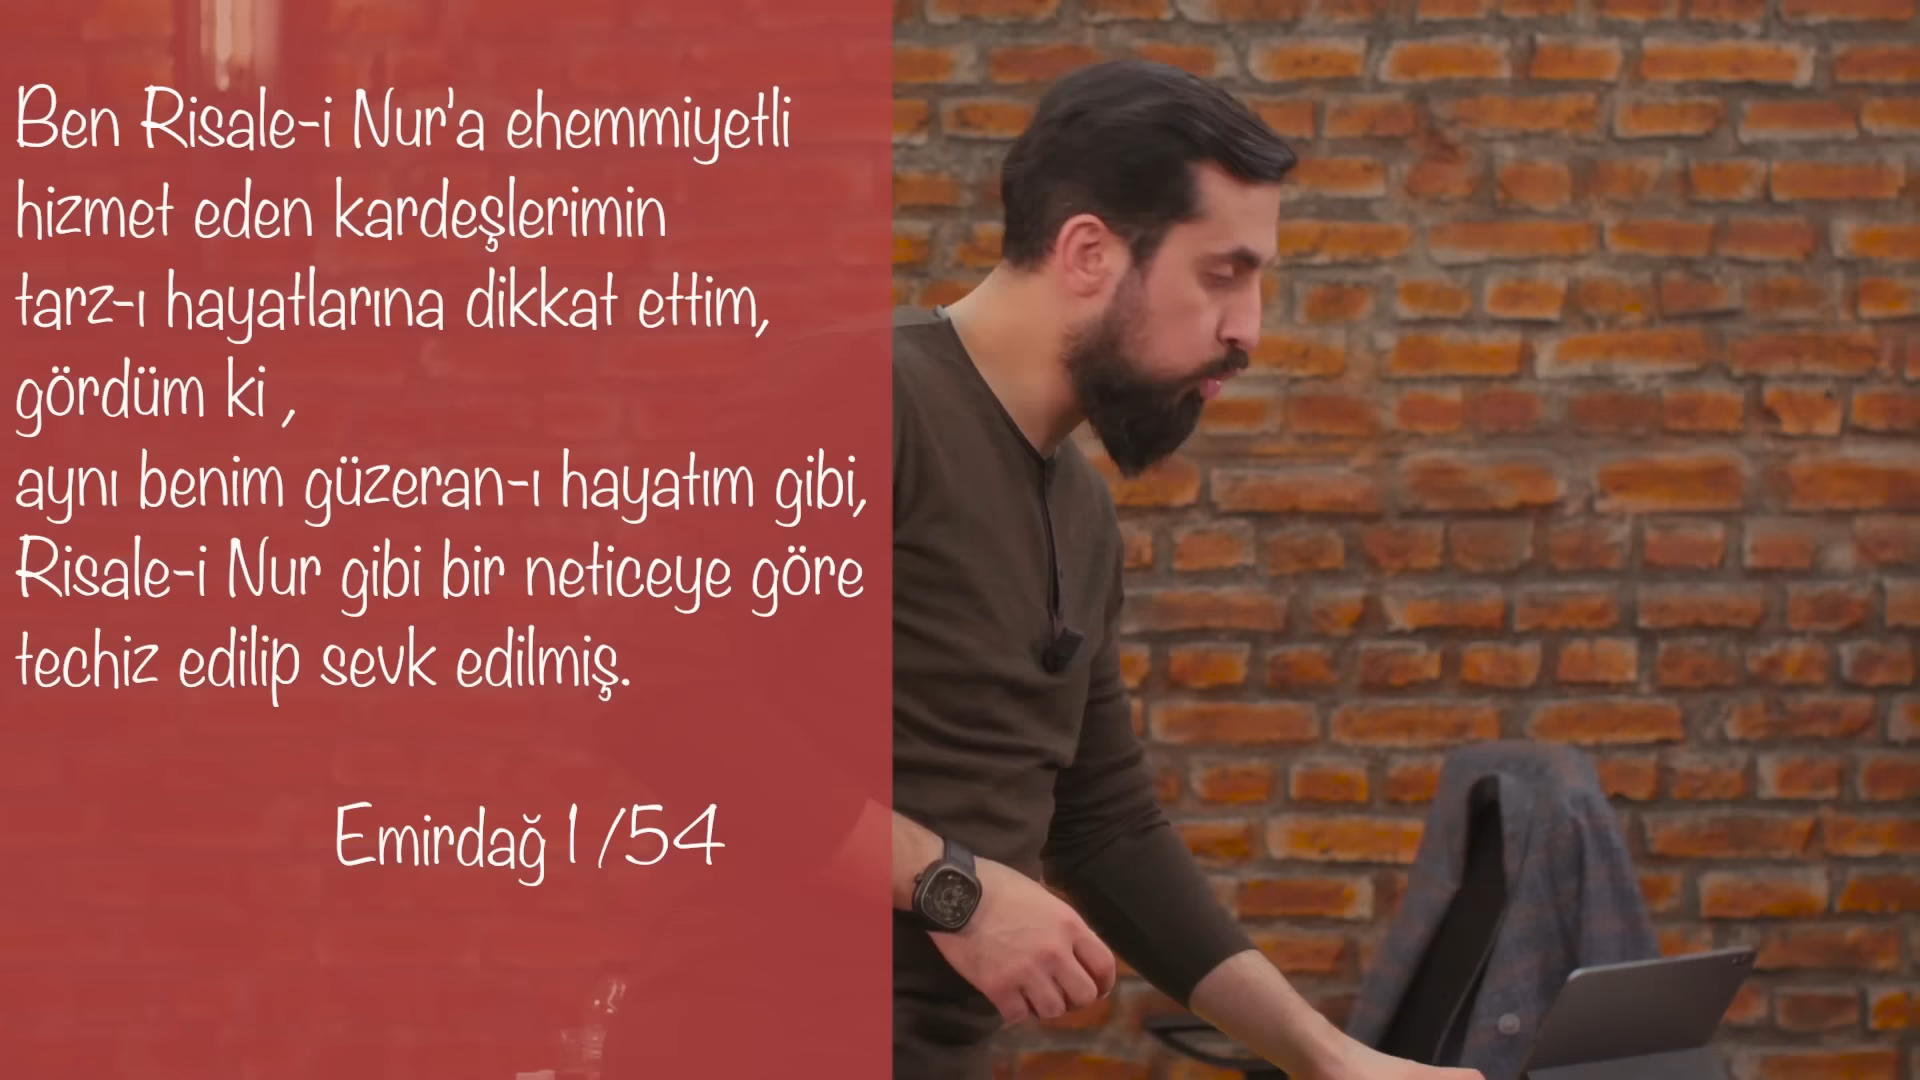 Ben Risale-i Nur'a ehemmiyetli
hizmet eden kardeşlerimin
tarz-ı hayatlarına dikkat ettim,
gördüm ki ,
aynı benim güzeran-ı hayatım gibi,
Risale-i Nur gibi bir neticeye göre
techiz edilip sevk edilmiş.
Emirdağ 1 /54